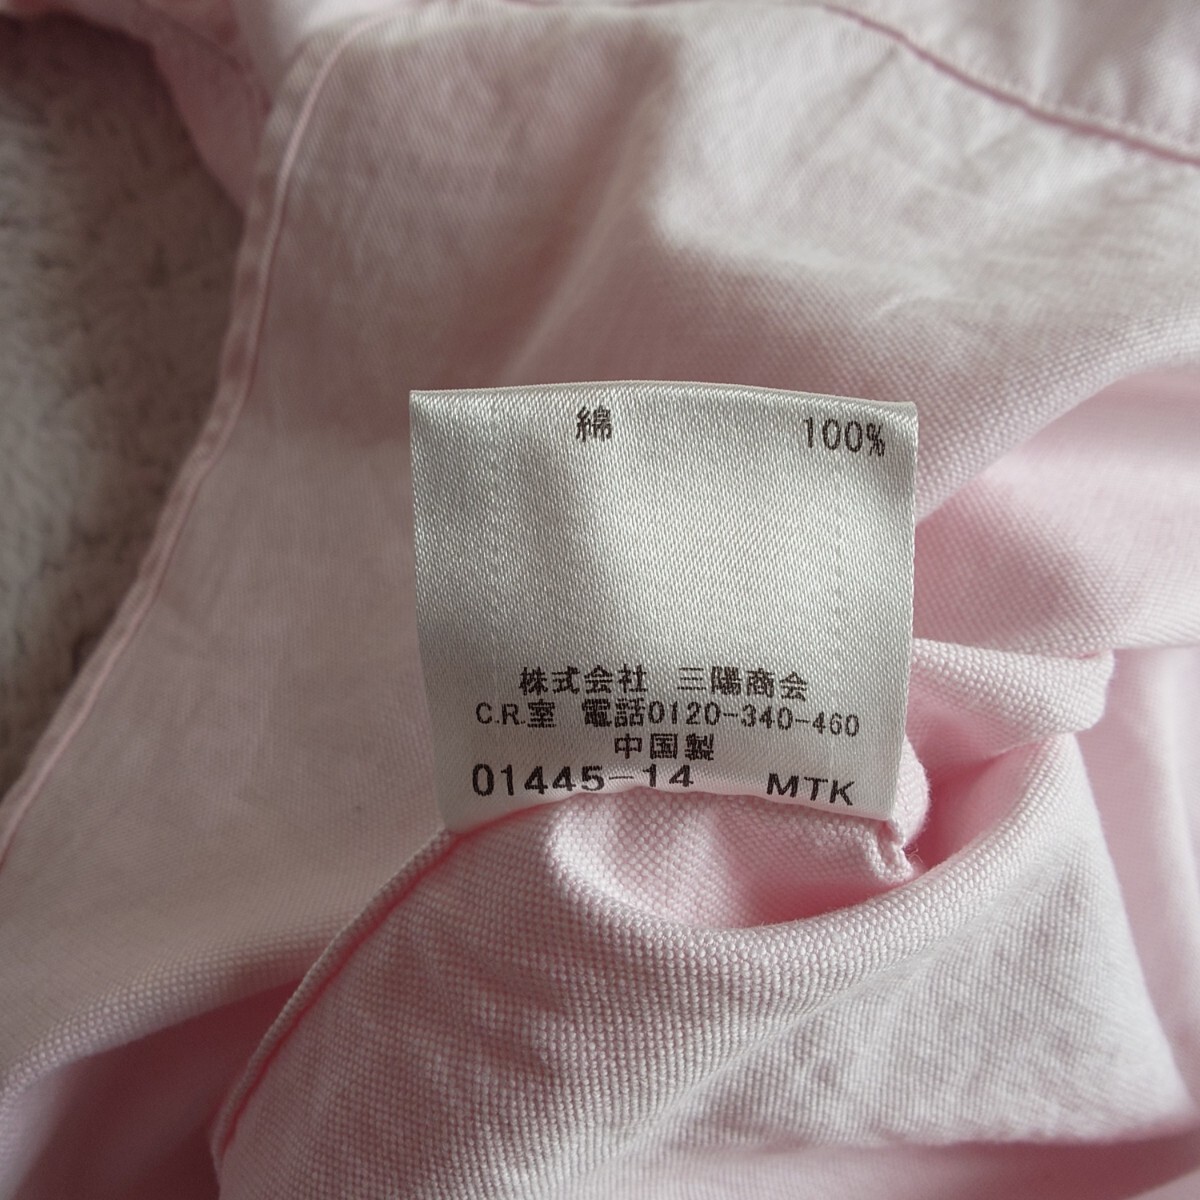 綿 100%
株式会社 三陽商会
C.R.室 電話0120-340-460
中国製
01445-14 MTK